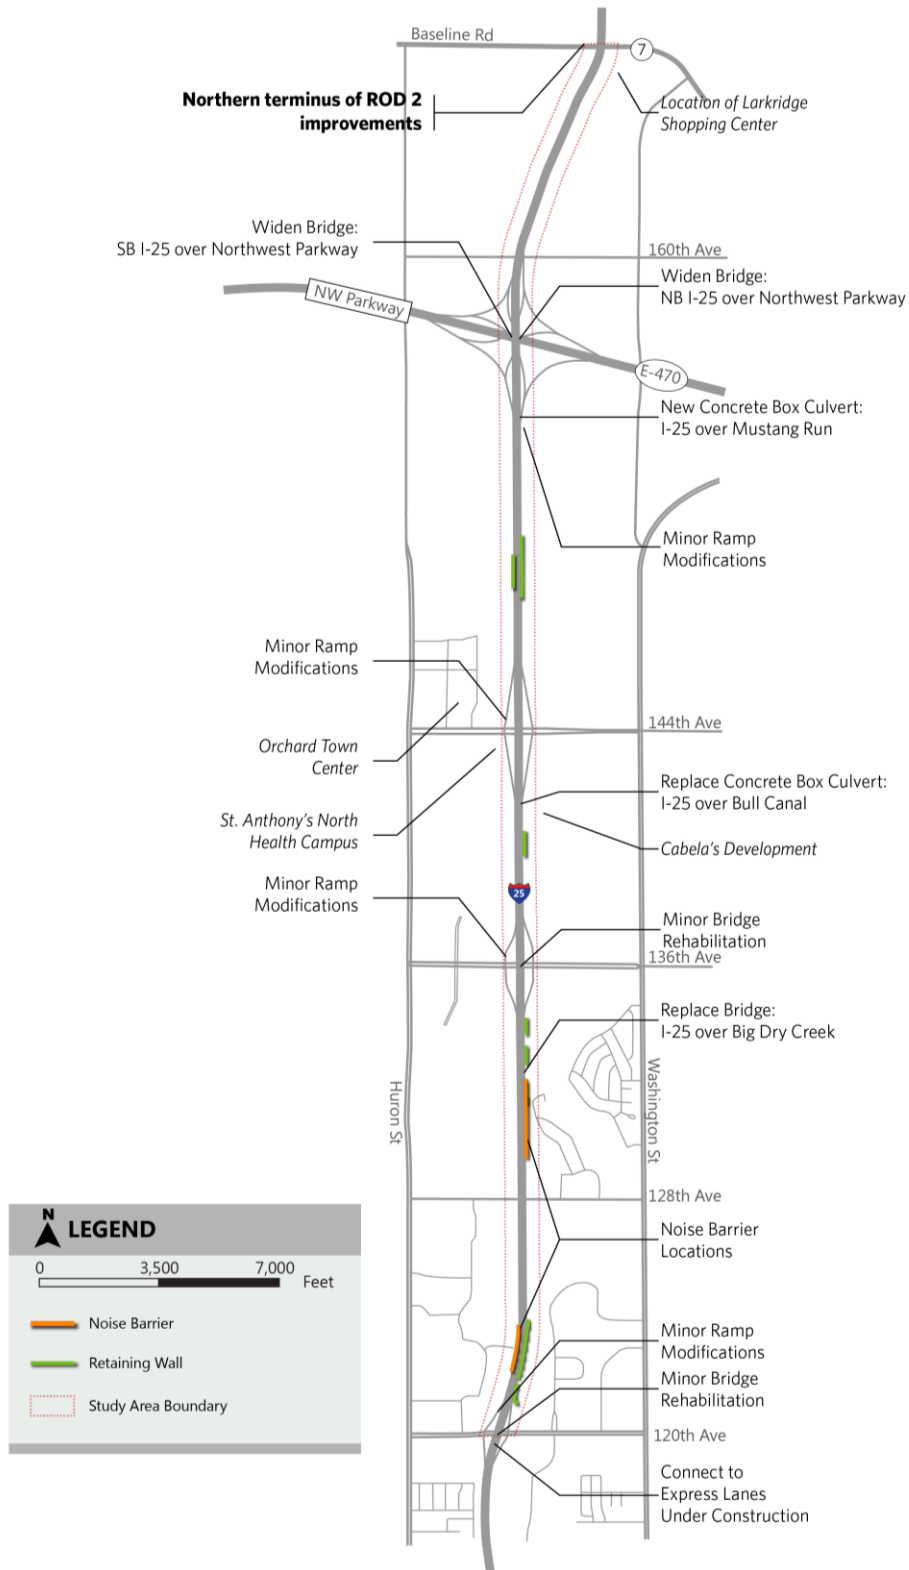 Baseline Rd
7
Northern terminus of ROD 2
improvements
Location of Larkridge
Shopping Center
Widen Bridge:
SB I-25 over Northwest Parkway
160th Ave
Widen Bridge:
NB I-25 over Northwest Parkway
NW Parkway
E-470
New Concrete Box Culvert:
I-25 over Mustang Run
Minor Ramp
Modifications
Minor Ramp
Modifications
144th Ave
Orchard Town
Center
Replace Concrete Box Culvert:
I-25 over Bull Canal
St. Anthony's North
Health Campus
Cabela's Development
Minor Ramp
Modifications
25
Minor Bridge
Rehabilitation
136th Ave
Replace Bridge:
I-25 over Big Dry Creek
Huron St
Washington St
128th Ave
Noise Barrier
Locations
Minor Ramp
Modifications
Minor Bridge
Rehabilitation
120th Ave
Connect to
Express Lanes
Under Construction
N
LEGEND
0 3,500 7,000
Feet
Noise Barrier
Retaining Wall
Study Area Boundary